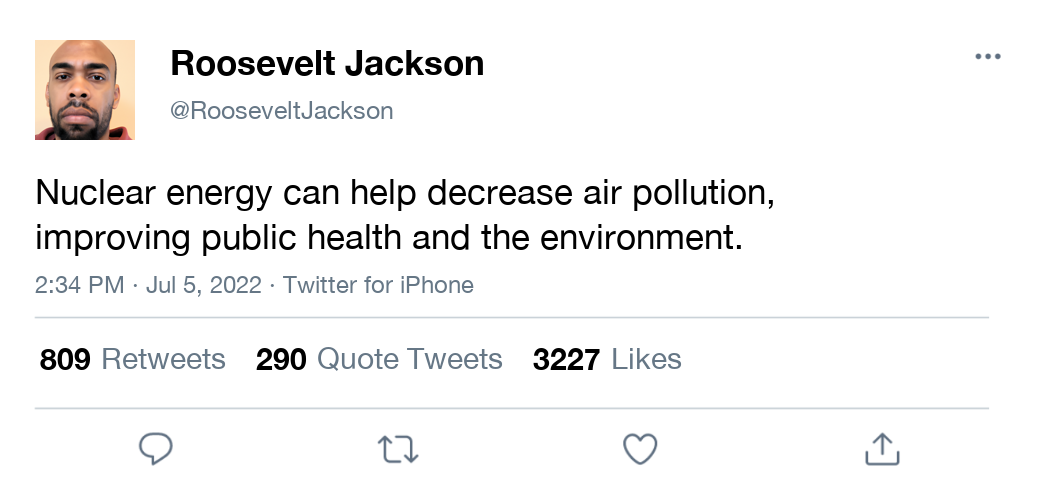 Roosevelt Jackson
@RooseveltJackson
Nuclear energy can help decrease air pollution,
improving public health and the environment.
2:34 PM · Jul 5, 2022 · Twitter for iPhone
809 Retweets 290 Quote Tweets 3227 Likes